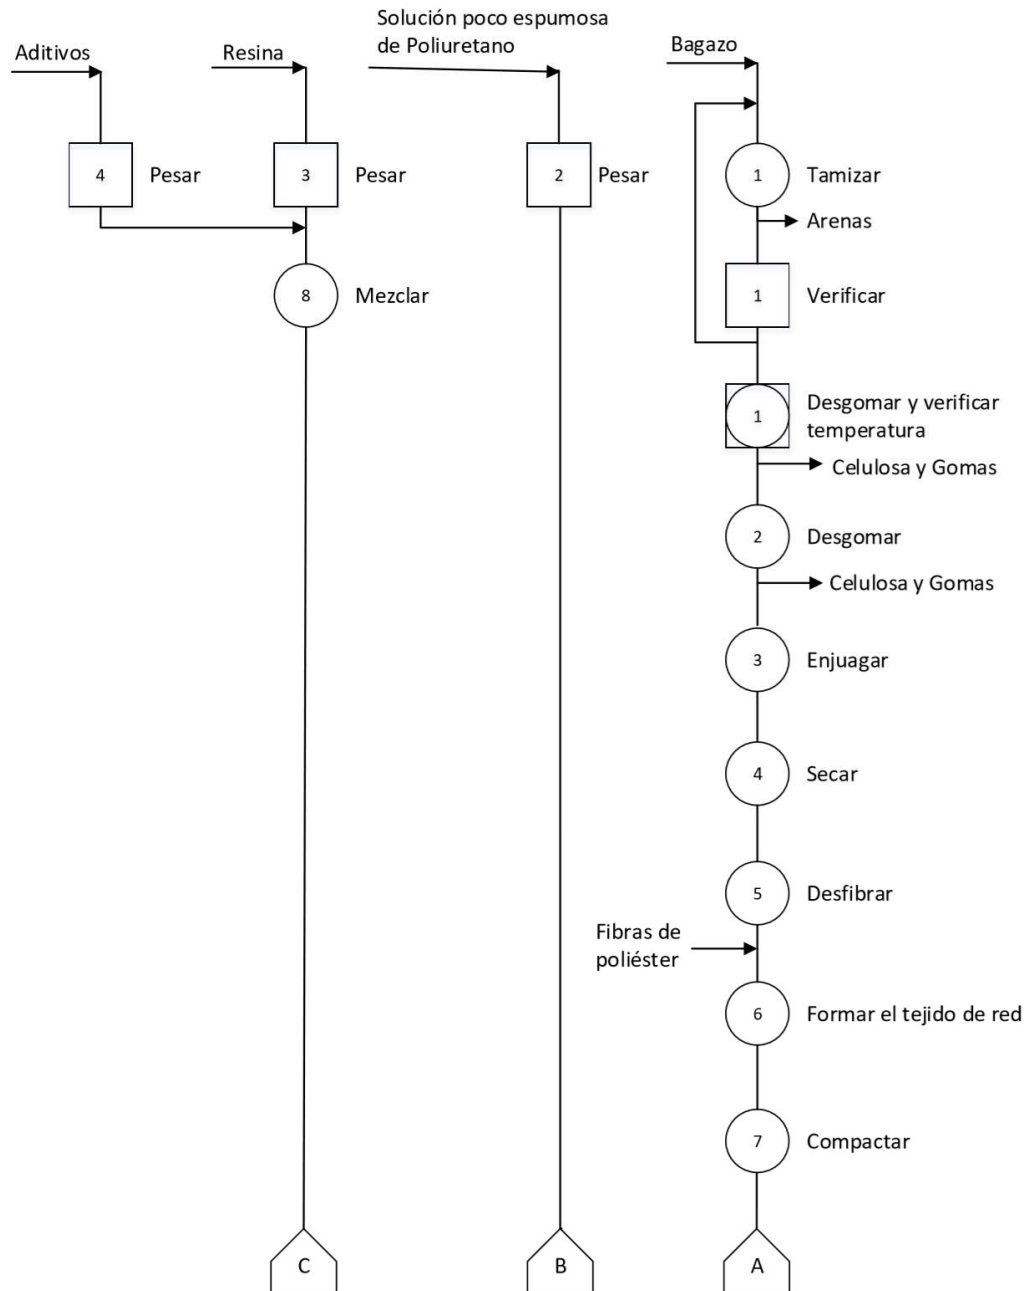 Solución poco espumosa
de Poliuretano
Aditivos
Resina
Bagazo
4
Pesar
3
Pesar
2
Pesar
1
Tamizar
Arenas
8
Mezclar
1
Verificar
1
Desgomar y verificar
temperatura
Celulosa y Gomas
2
Desgomar
Celulosa y Gomas
3
Enjuagar
4
Secar
5
Desfibrar
Fibras de
poliéster
6
Formar el tejido de red
7
Compactar
C
B
A